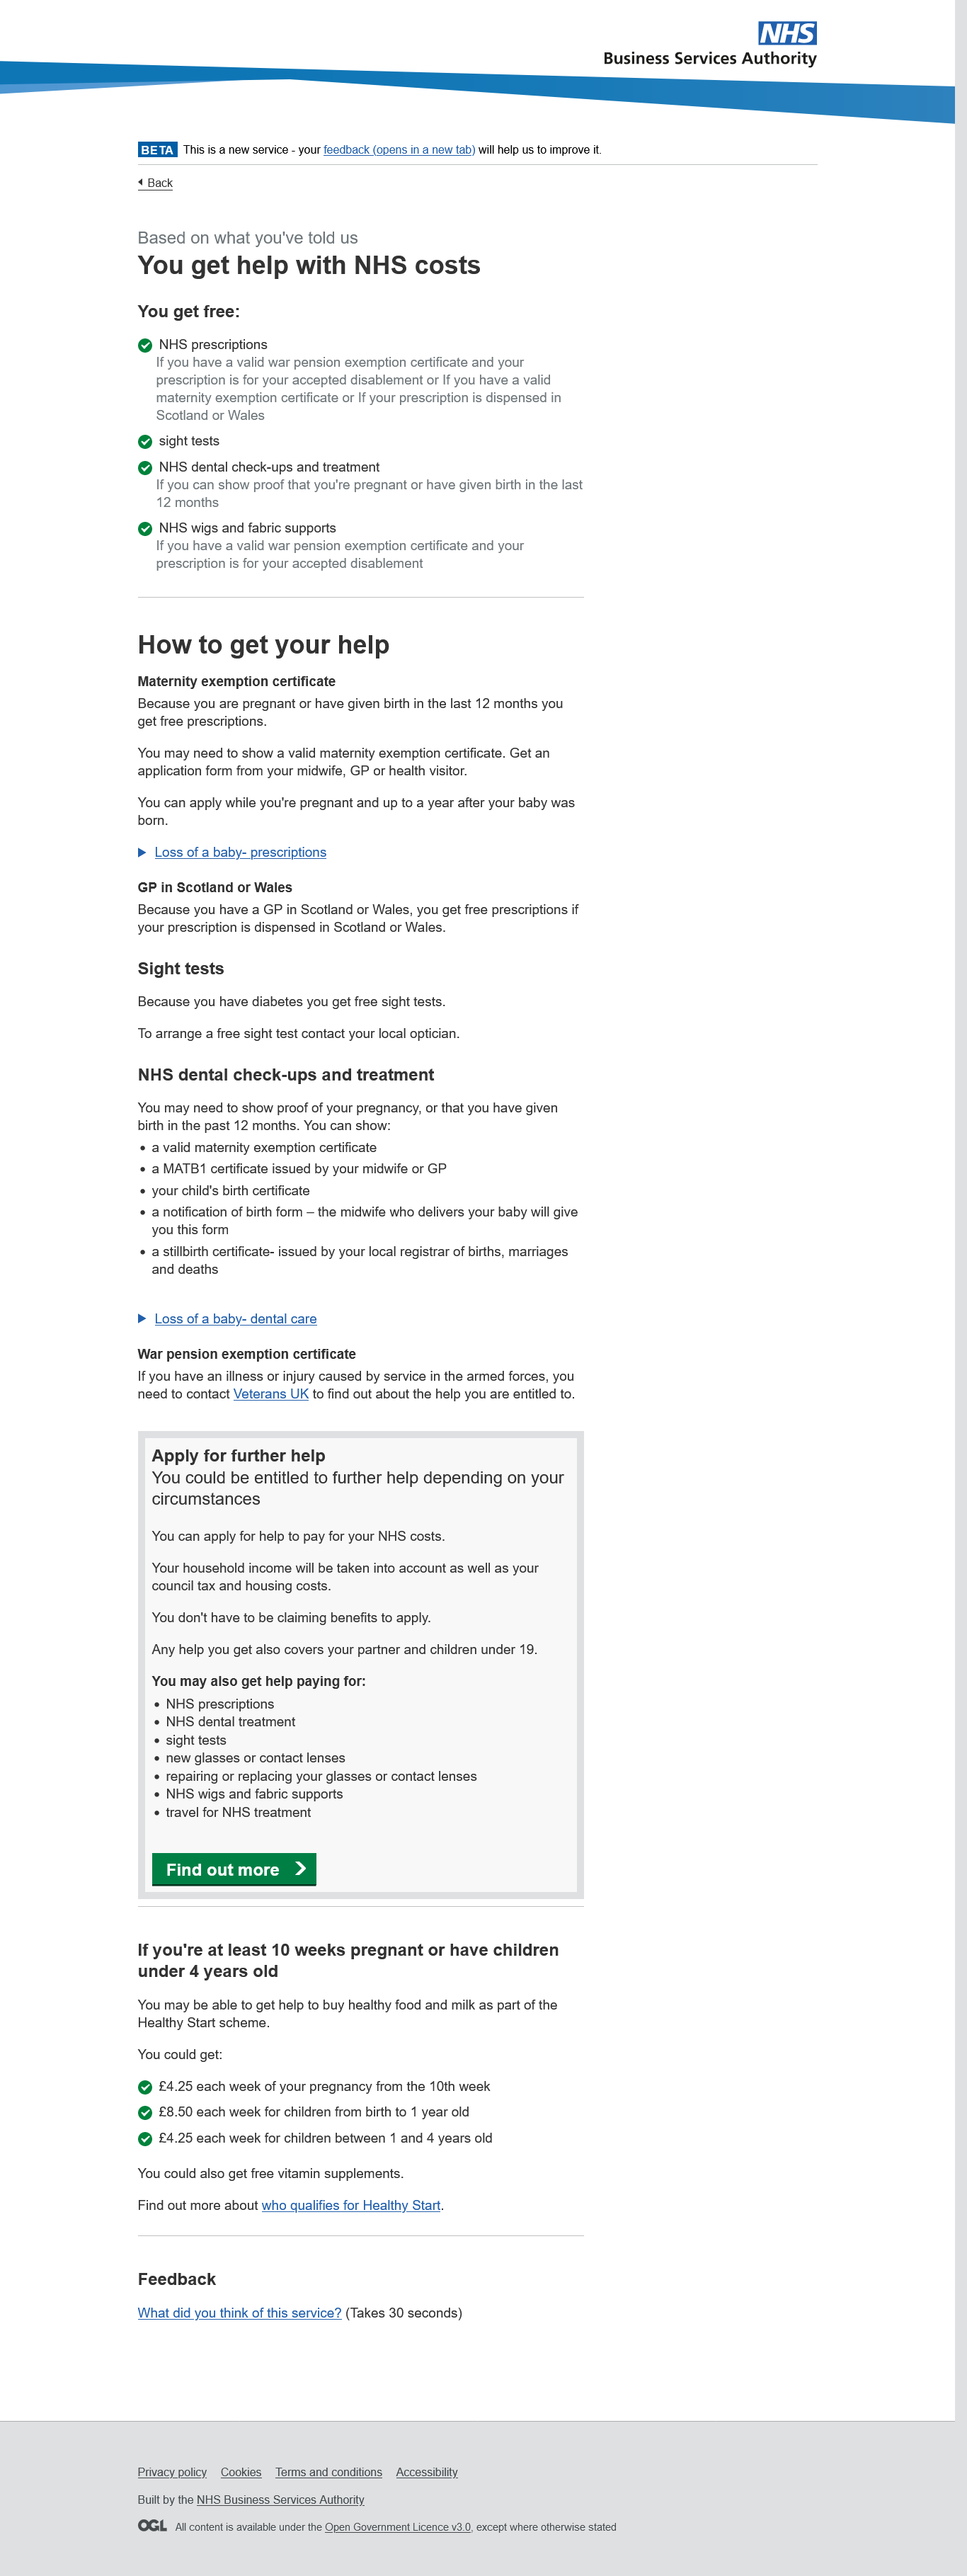 NHS
Business Services Authority
BETA This is a new service - your feedback (opens in a new tab) will help us to improve it.
Back
Based on what you've told us
You get help with NHS costs
You get free:
NHS prescriptions
If you have a valid war pension exemption certificate and your
prescription is for your accepted disablement or If you have a valid
maternity exemption certificate or If your prescription is dispensed in
Scotland or Wales
sight tests
NHS dental check-ups and treatment
If you can show proof that you're pregnant or have given birth in the last
12 months
NHS wigs and fabric supports
If you have a valid war pension exemption certificate and your
prescription is for your accepted disablement
How to get your help
Maternity exemption certificate
Because you are pregnant or have given birth in the last 12 months you
get free prescriptions.
You may need to show a valid maternity exemption certificate. Get an
application form from your midwife, GP or health visitor.
You can apply while you're pregnant and up to a year after your baby was
born.
Loss of a baby- prescriptions
GP in Scotland or Wales
Because you have a GP in Scotland or Wales, you get free prescriptions if
your prescription is dispensed in Scotland or Wales.
Sight tests
Because you have diabetes you get free sight tests.
To arrange a free sight test contact your local optician.
NHS dental check-ups and treatment
You may need to show proof of your pregnancy, or that you have given
birth in the past 12 months. You can show:
• a valid maternity exemption certificate
• a MATB1 certificate issued by your midwife or GP
• your child's birth certificate
• a notification of birth form – the midwife who delivers your baby will give
you this form
• a stillbirth certificate- issued by your local registrar of births, marriages
and deaths
Loss of a baby- dental care
War pension exemption certificate
If you have an illness or injury caused by service in the armed forces, you
need to contact Veterans UK to find out about the help you are entitled to.
Apply for further help
You could be entitled to further help depending on your
circumstances
You can apply for help to pay for your NHS costs.
Your household income will be taken into account as well as your
council tax and housing costs.
You don't have to be claiming benefits to apply.
Any help you get also covers your partner and children under 19.
You may also get help paying for:
• NHS prescriptions
• NHS dental treatment
• sight tests
• new glasses or contact lenses
• repairing or replacing your glasses or contact lenses
• NHS wigs and fabric supports
• travel for NHS treatment
Find out more
If you're at least 10 weeks pregnant or have children
under 4 years old
You may be able to get help to buy healthy food and milk as part of the
Healthy Start scheme.
You could get:
£4.25 each week of your pregnancy from the 10th week
£8.50 each week for children from birth to 1 year old
£4.25 each week for children between 1 and 4 years old
You could also get free vitamin supplements.
Find out more about who qualifies for Healthy Start.
Feedback
What did you think of this service? (Takes 30 seconds)
Privacy policy Cookies Terms and conditions Accessibility
Built by the NHS Business Services Authority
OGL All content is available under the Open Government Licence v3.0, except where otherwise stated